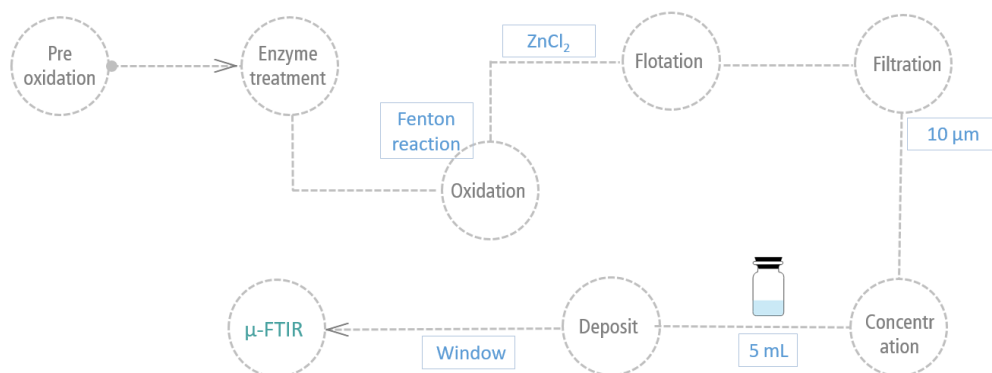 Pre
oxidation
Enzyme
treatment
Fenton
reaction
Oxidation
ZnCl₂
Flotation
Filtration
10 µm
Concentr
ation
5 mL
Deposit
Window
µ-FTIR